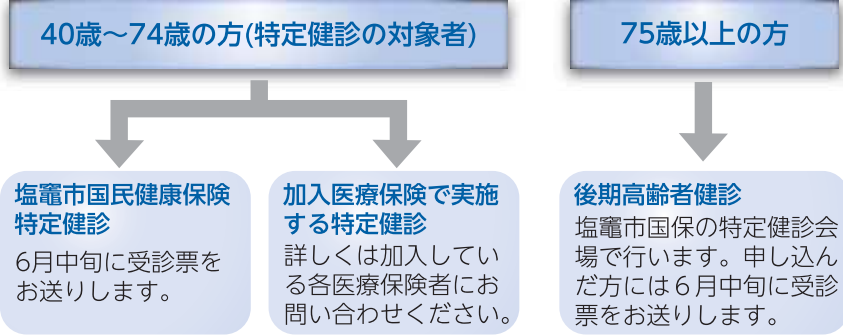 40歳～74歳の方(特定健診の対象者)
75歳以上の方
塩竈市国民健康保険
特定健診
6月中旬に受診票を
お送りします。
加入医療保険で実施
する特定健診
詳しくは加入してい
る各医療保険者にお
問い合わせください。
後期高齢者健診
塩竈市国保の特定健診会
場で行います。申し込ん
だ方には６月中旬に受診
票をお送りします。